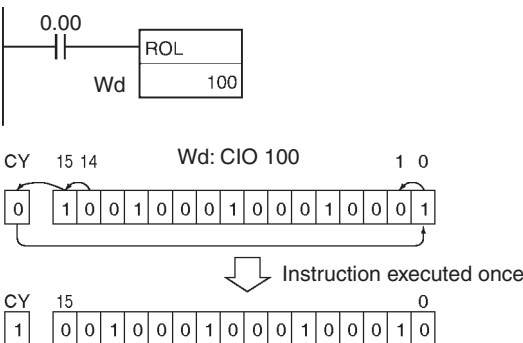 0.00
ROL
Wd 100
CY 15 14 Wd: CIO 100 1 0
0 1 0 0 1 0 0 0 1 0 0 0 1 0 0 0 1
Instruction executed once
CY 15 0
1 0 0 1 0 0 0 1 0 0 0 1 0 0 0 1 0